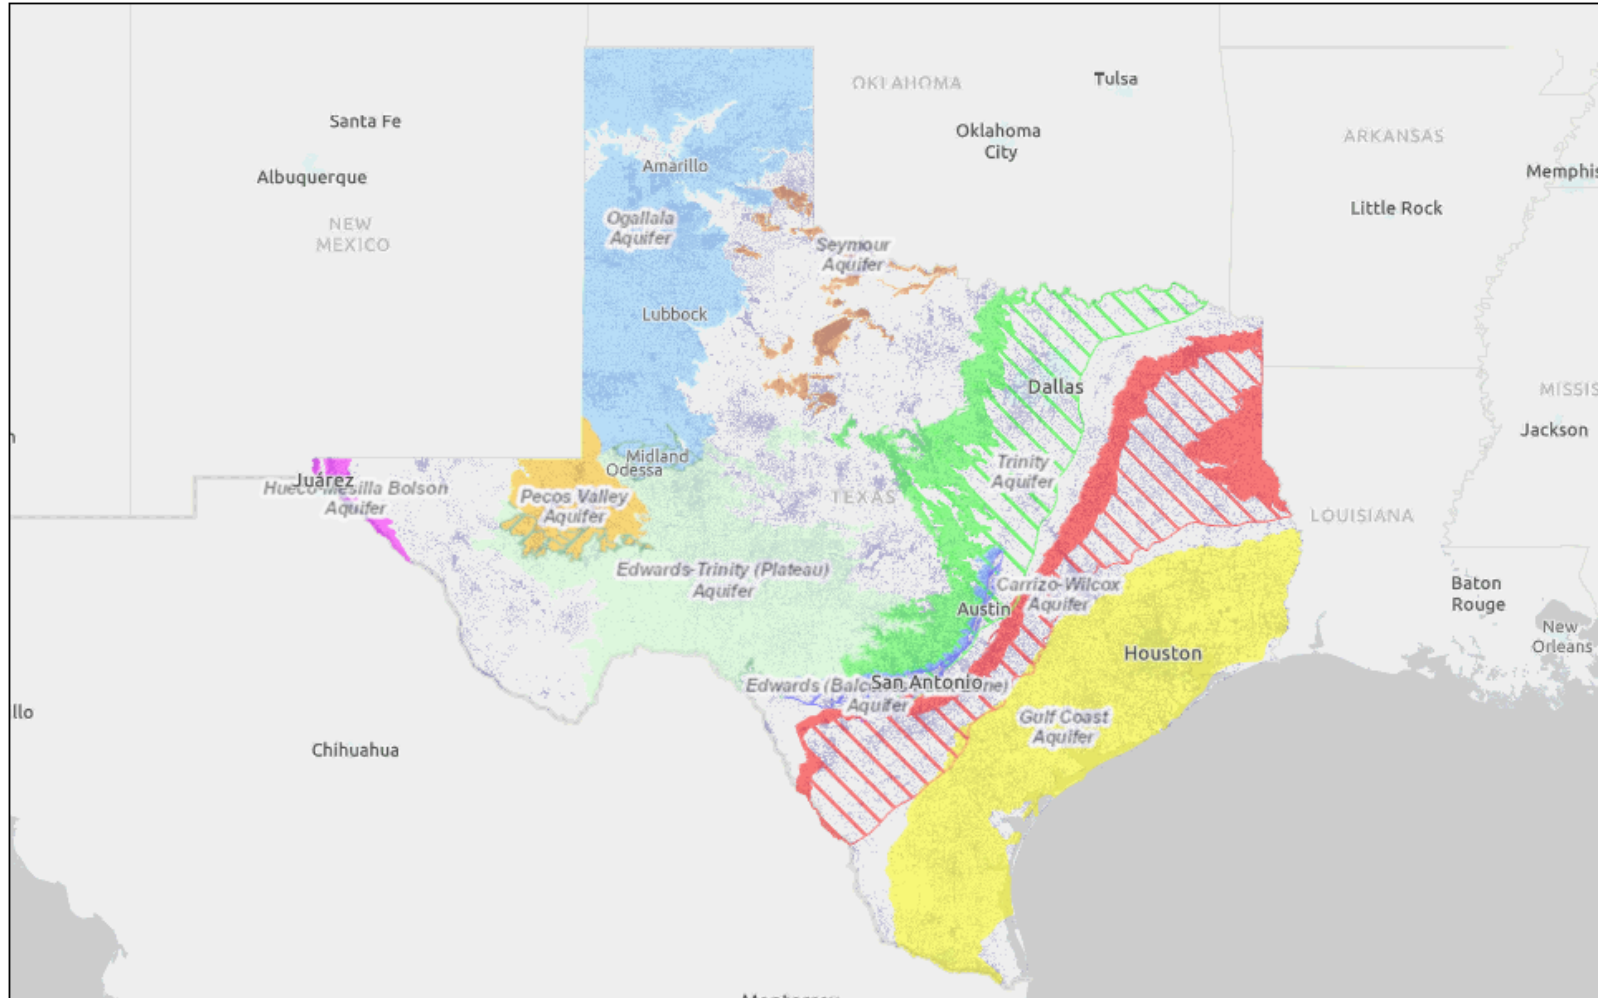 Tulsa
OKLAHOMA
Santa Fe
Oklahoma
City
ARKANSAS
Amarillo
Memphis
Albuquerque
Little Rock
Ogallala
Aquifer
NEW
MEXICO
Seymour
Aquifer
Lubbock
Dallas
MISSIS
Jackson
Midland
Odessa
Trinity
Aquifer
Juárez
Hueco-Mesilla Bolson
Aquifer
Pecos Valley
Aquifer
TEXAS
LOUISIANA
Edwards-Trinity (Plateau)
Aquifer
Carrizo-Wilcox
Aquifer
Baton
Rouge
Austin
New
Orleans
Houston
San Antonio
Edwards (Balc ne)
Aquifer
Gulf Coast
Aquifer
llo
Chihuahua